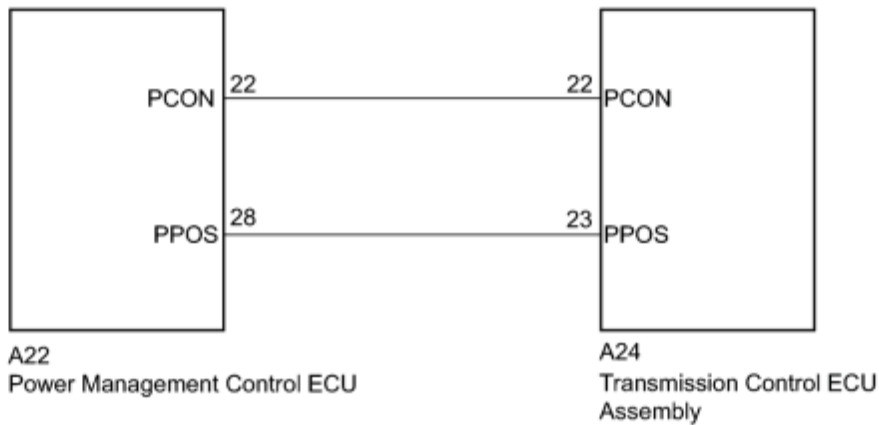 PCON 22 22 PCON
PPOS 28 23 PPOS
A22
Power Management Control ECU
A24
Transmission Control ECU
Assembly